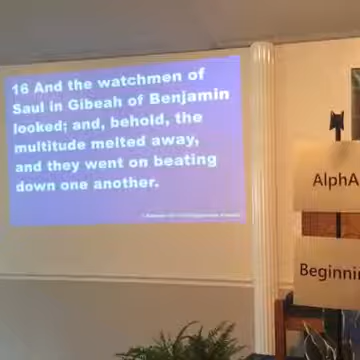 16 And the watchmen of
Saul in Gibeah of Benjamin
looked; and, behold, the
multitude melted away,
and they went on beating
down one another.
AlphA
Beginnin